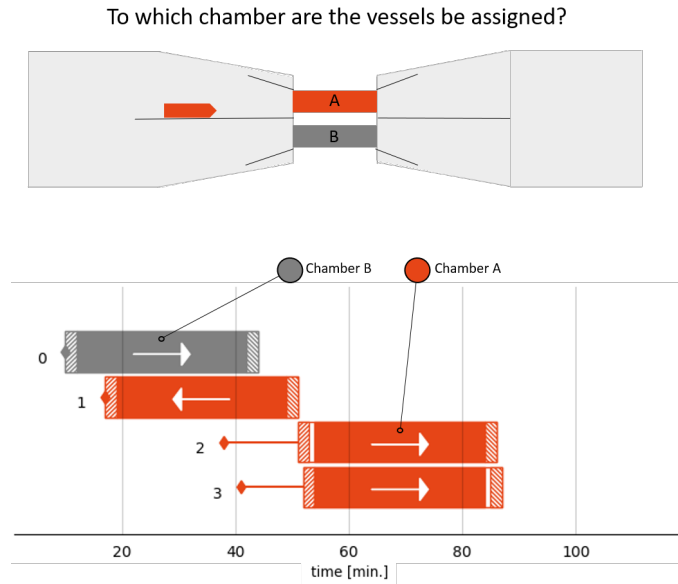 To which chamber are the vessels be assigned?
A
B
Chamber B
Chamber A
0
1
2
3
20 40 60 80 100
time [min.]